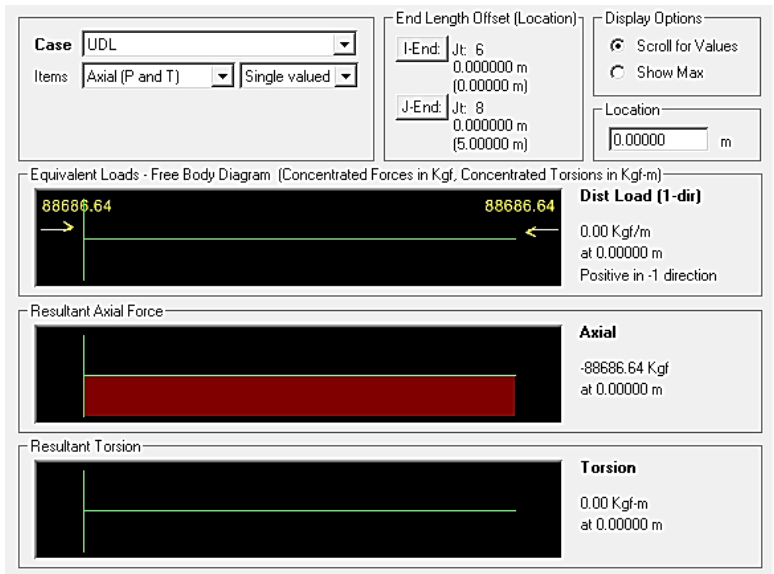 Case UDL
Items Axial (P and T) Single valued
End Length Offset (Location)
I-End: Jt: 6
0.000000 m
(0.00000 m)
J-End: Jt: 8
0.000000 m
(5.00000 m)
Display Options
Scroll for Values
Show Max
Location
0.00000 m
Equivalent Loads - Free Body Diagram (Concentrated Forces in Kgf, Concentrated Torsions in Kgf-m)
88686.64 88686.64
Dist Load (1-dir)
0.00 Kgf/m
at 0.00000 m
Positive in -1 direction
Resultant Axial Force
Axial
-88686.64 Kgf
at 0.00000 m
Resultant Torsion
Torsion
0.00 Kgf-m
at 0.00000 m